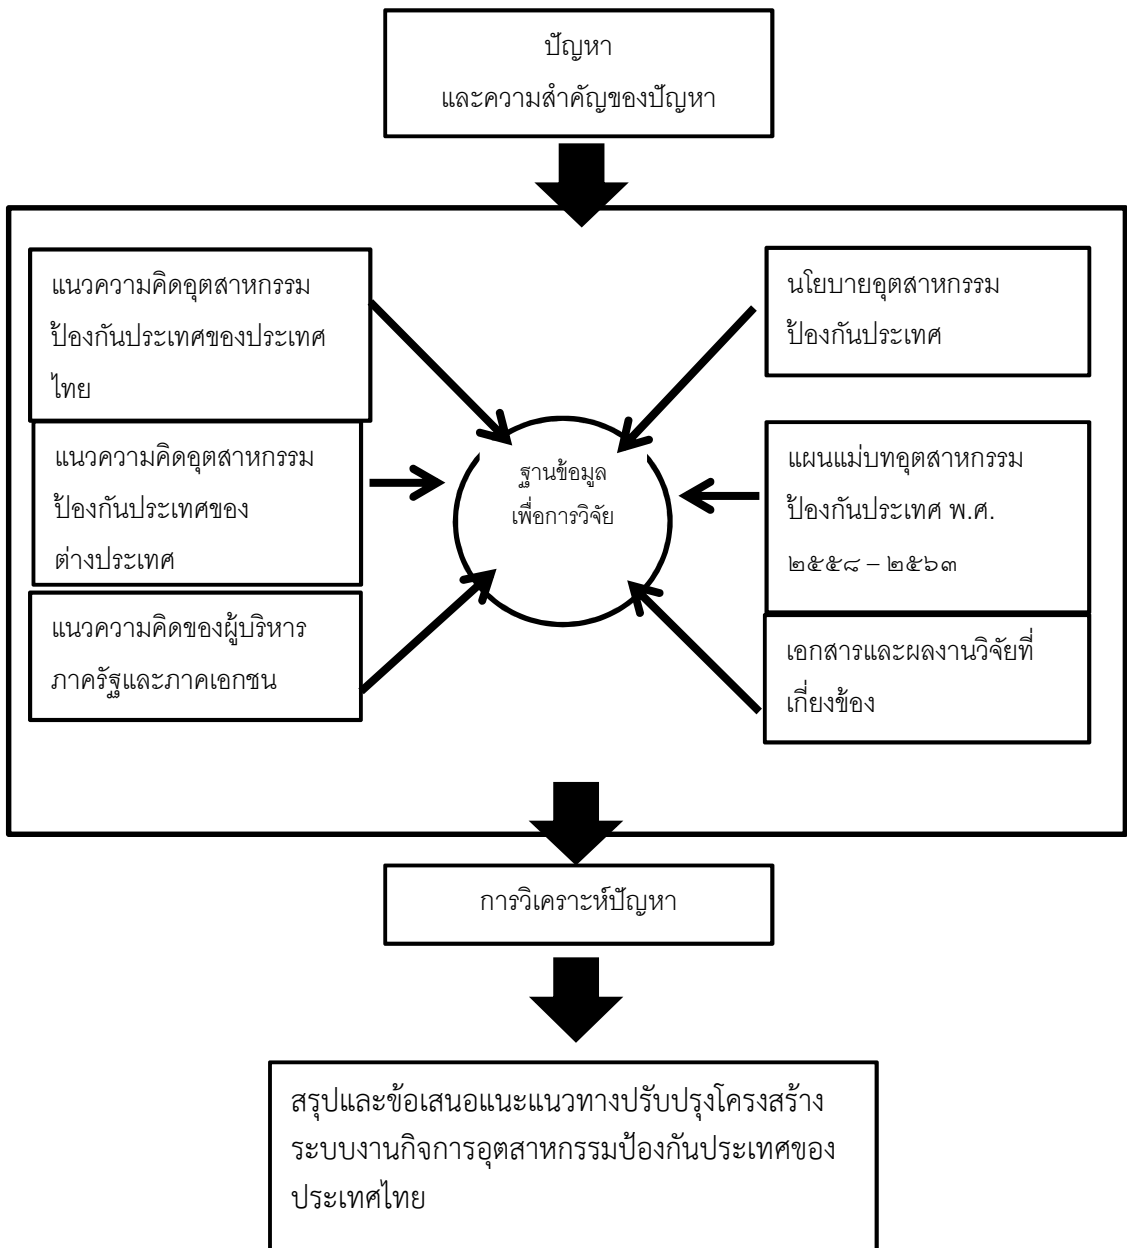 ปัญหา
และความสำคัญของปัญหา
แนวความคิดอุตสาหกรรม
ป้องกันประเทศของประเทศ
ไทย
แนวความคิดอุตสาหกรรม
ป้องกันประเทศของ
ต่างประเทศ
แนวความคิดของผู้บริหาร
ภาครัฐและภาคเอกชน
ฐานข้อมูล
เพื่อการวิจัย
นโยบายอุตสาหกรรม
ป้องกันประเทศ
แผนแม่บทอุตสาหกรรม
ป้องกันประเทศ พ.ศ.
๒๕๕๘ – ๒๕๖๓
เอกสารและผลงานวิจัยที่
เกี่ยงข้อง
การวิเคราะห์ปัญหา
สรุปและข้อเสนอแนะแนวทางปรับปรุงโครงสร้าง
ระบบงานกิจการอุตสาหกรรมป้องกันประเทศของ
ประเทศไทย